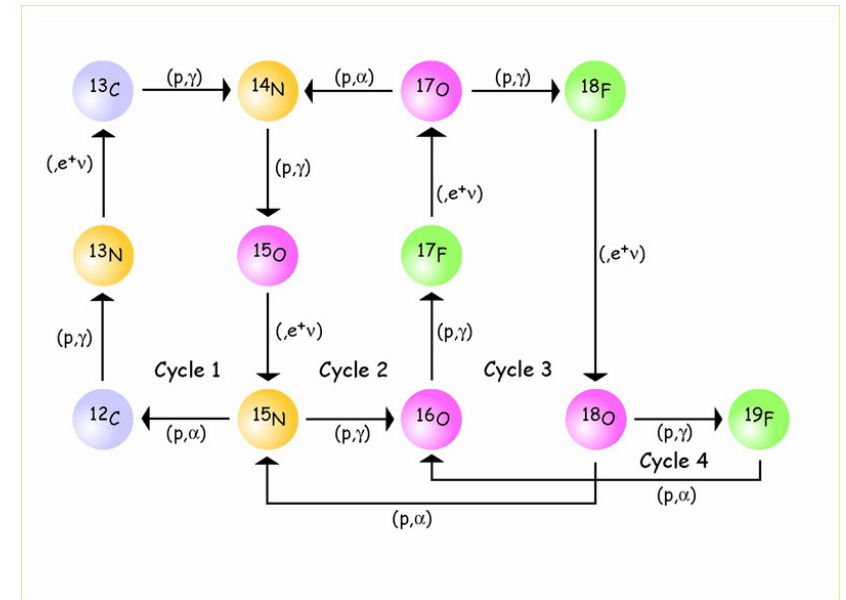 (p,γ) (p,α) (p,γ)
¹³C ¹⁴N ¹⁷O ¹⁸F
(,e⁺ν) (p,γ) (,e⁺ν)
¹³N ¹⁵O ¹⁷F (,e⁺ν)
(p,γ) (,e⁺ν) (p,γ)
Cycle 1 Cycle 2 Cycle 3
¹²C ¹⁵N ¹⁶O ¹⁸O ¹⁹F
(p,α) (p,γ) (p,γ)
Cycle 4
(p,α)
(p,α)